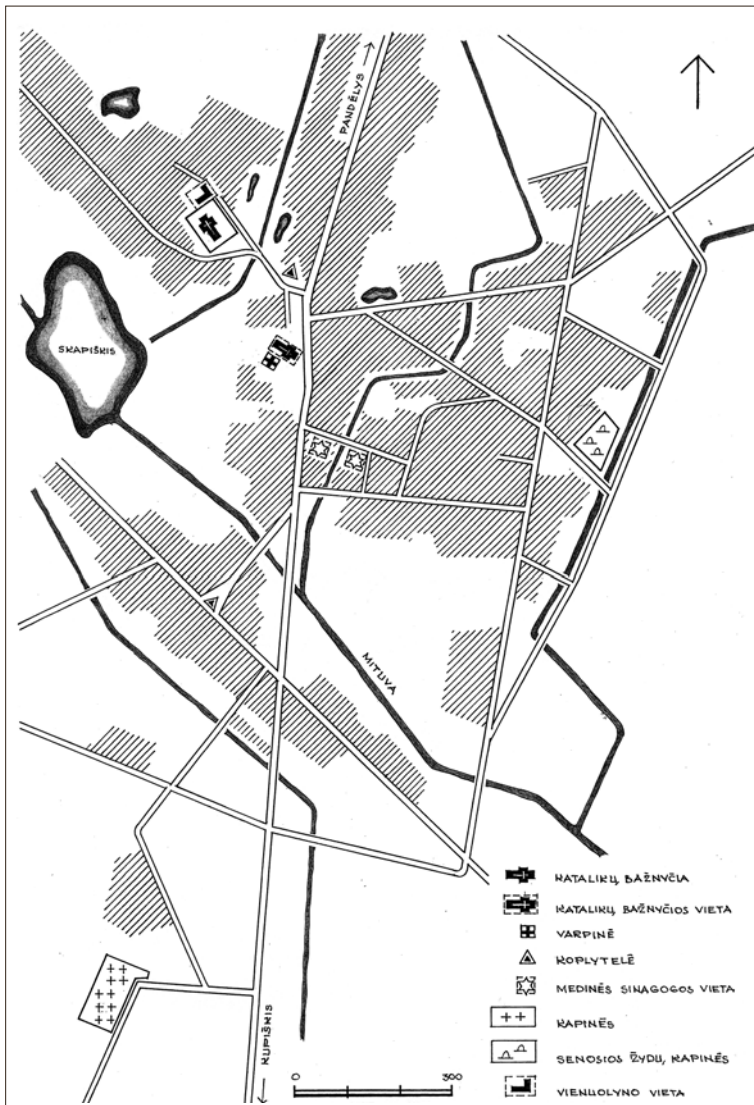 PANDĖLYS
SKAPIŠKIS
MITUVA
KUPIŠKIS
0 300
KATALIKŲ BAŽNYČIA
KATALIKŲ BAŽNYČIOS VIETA
VARPINĖ
KOPLYTELĖ
MEDINĖS SINAGOGOS VIETA
KAPINĖS
SENOSIOS ŽYDŲ KAPINĖS
VIENUOLYNO VIETA